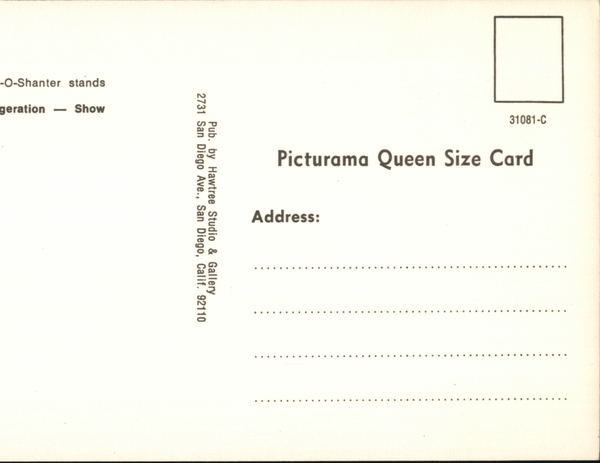 -O-Shanter stands
geration — Show
Pub. by Hawtree Studio & Gallery
2731 San Diego Ave., San Diego, Calif. 92110
31081-C
Picturama Queen Size Card
Address: